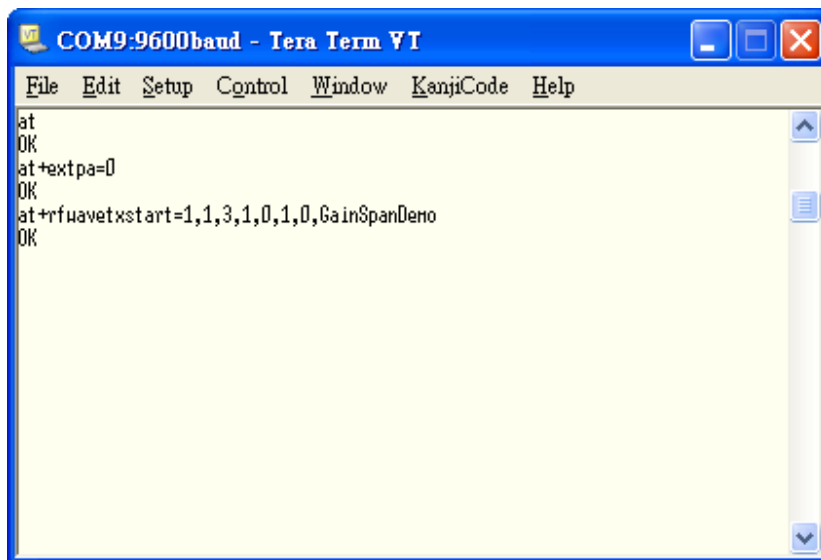 COM9:9600baud - Tera Term VT
File Edit Setup Control Window KanjiCode Help
at
OK
at+extpa=0
OK
at+rfwavetxstart=1,1,3,1,0,1,0,GainSpanDemo
OK